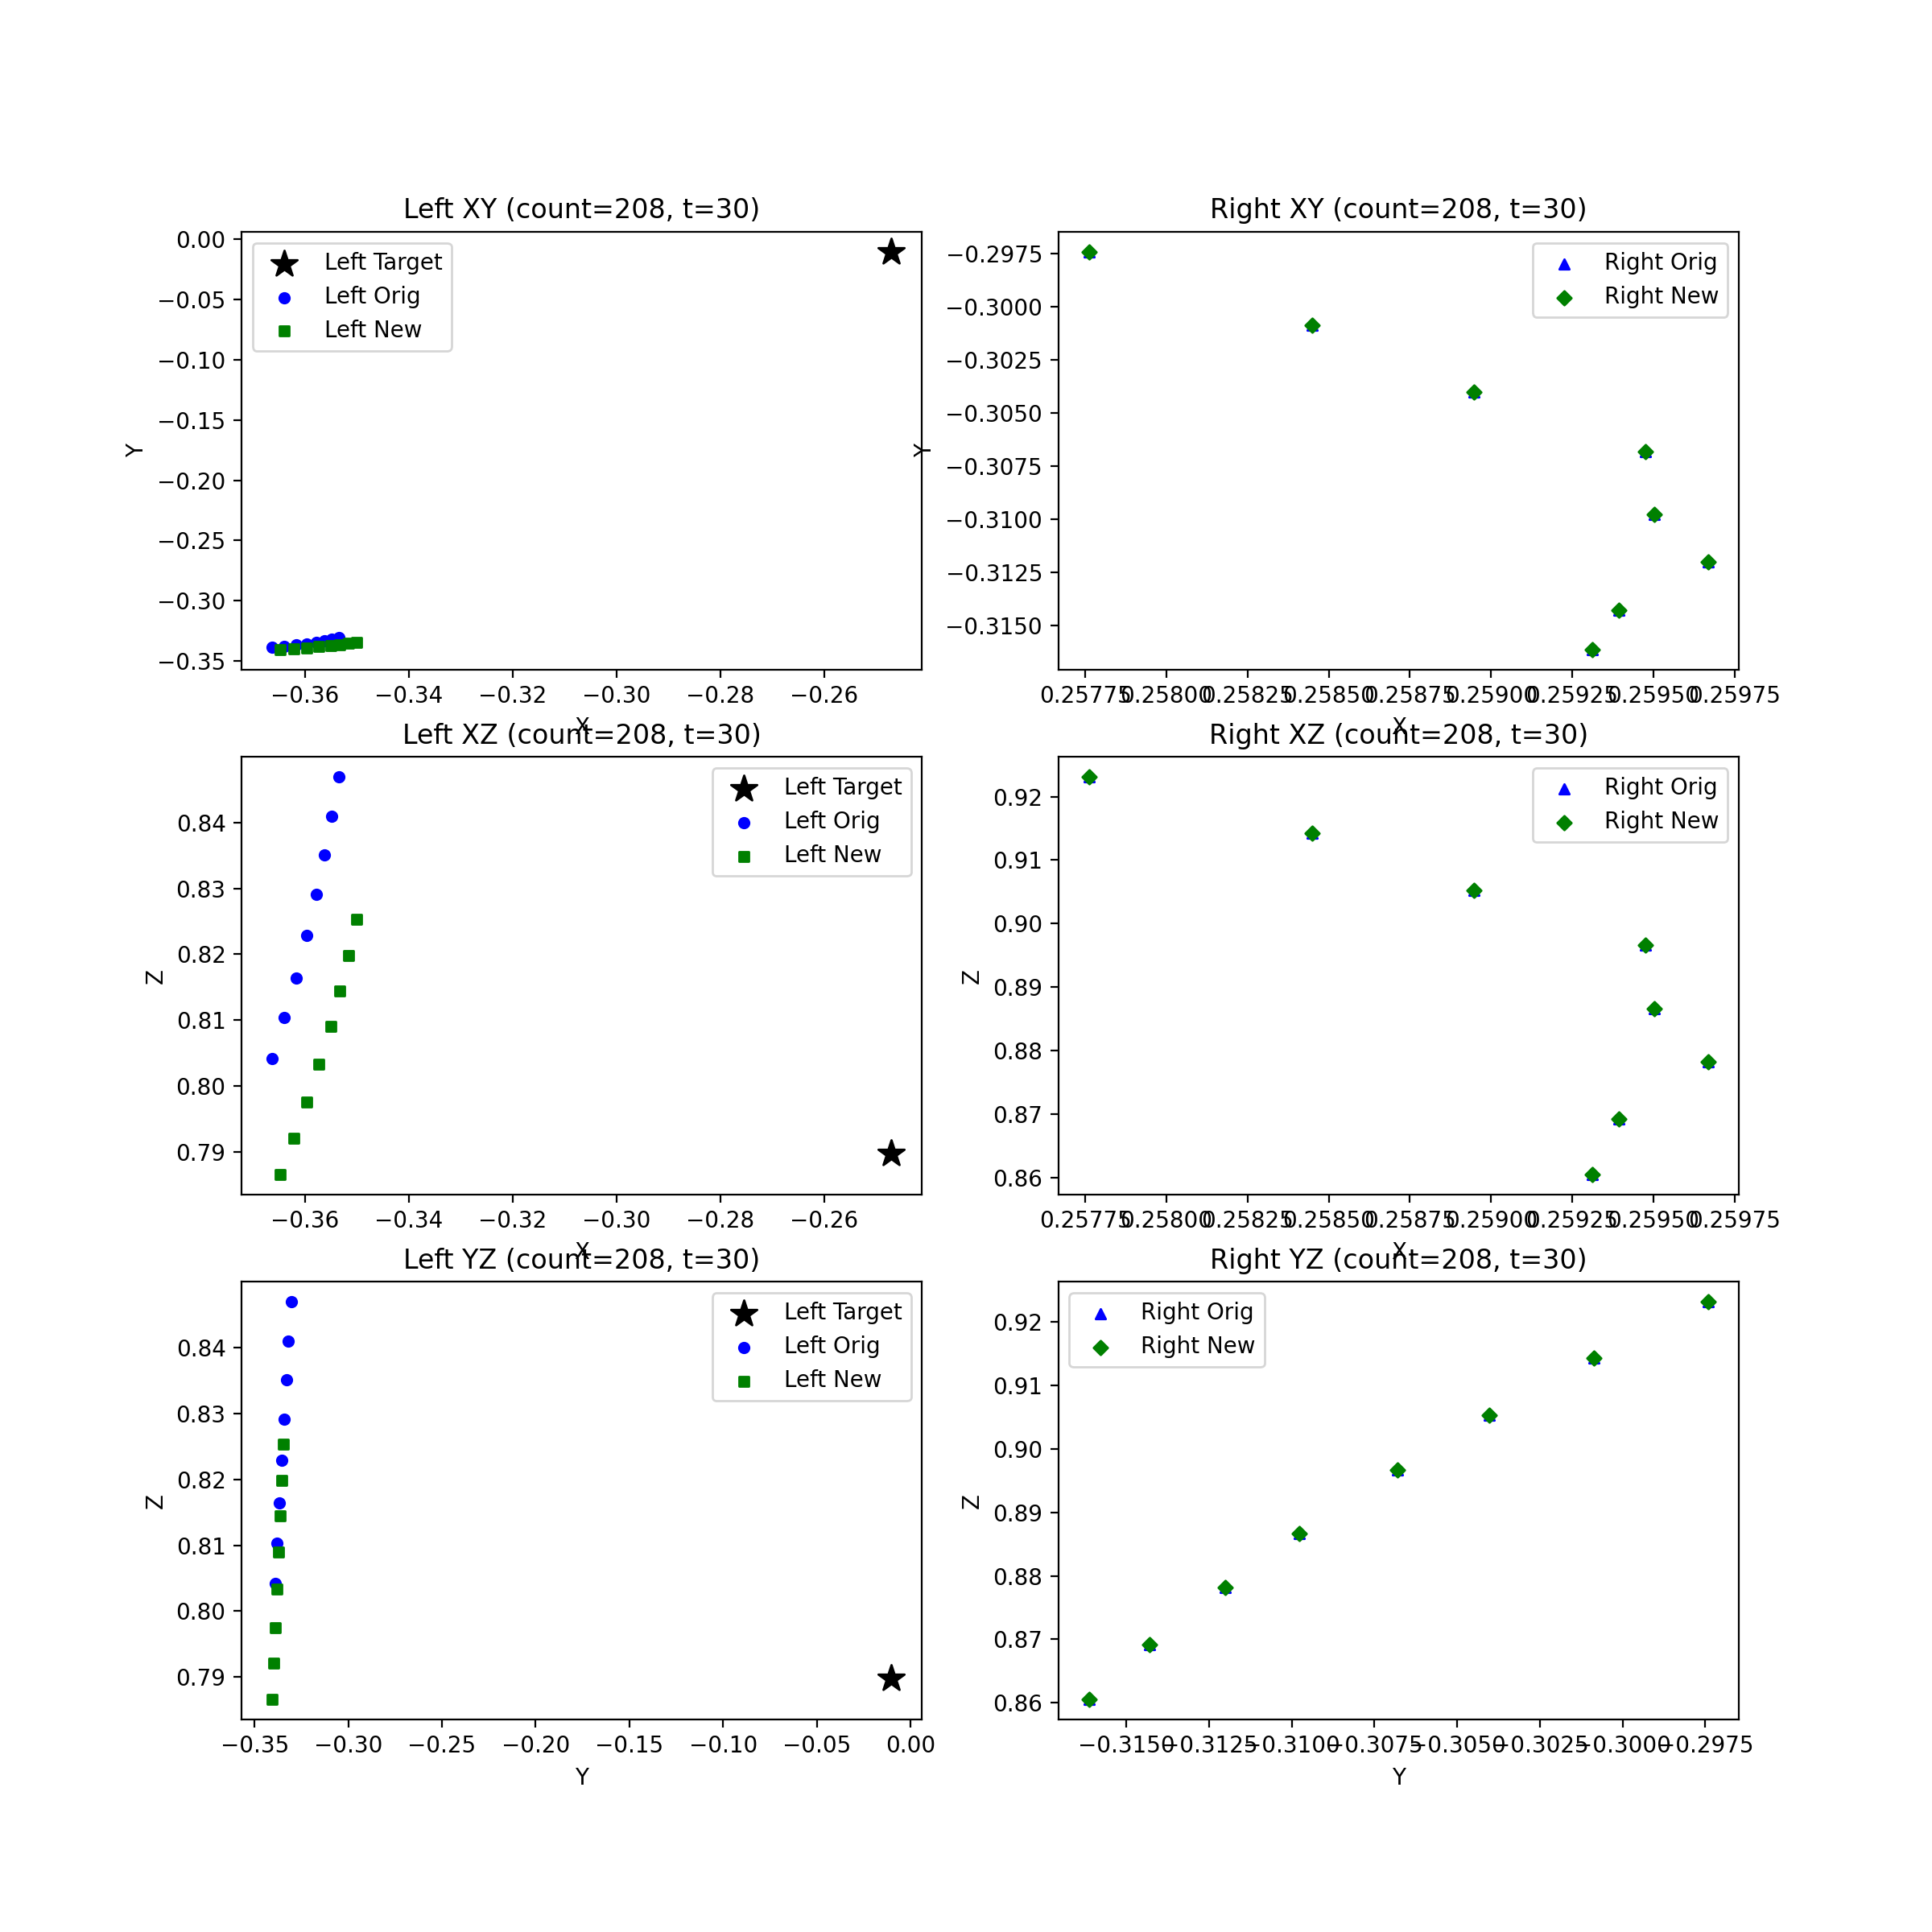 Left XY (count=208, t=30)
Left Target
Left Orig
Left New
0.00
−0.05
−0.10
−0.15
−0.20
−0.25
−0.30
−0.35
Y
−0.36 −0.34 −0.32 −0.30 −0.28 −0.26
X
Right XY (count=208, t=30)
Right Orig
Right New
−0.2975
−0.3000
−0.3025
−0.3050
−0.3075
−0.3100
−0.3125
−0.3150
Y
0.25775 0.25800 0.25825 0.25850 0.25875 0.25900 0.25925 0.25950 0.25975
X
Left XZ (count=208, t=30)
Left Target
Left Orig
Left New
0.84
0.83
0.82
0.81
0.80
0.79
Z
−0.36 −0.34 −0.32 −0.30 −0.28 −0.26
X
Right XZ (count=208, t=30)
Right Orig
Right New
0.92
0.91
0.90
0.89
0.88
0.87
0.86
Z
0.25775 0.25800 0.25825 0.25850 0.25875 0.25900 0.25925 0.25950 0.25975
X
Left YZ (count=208, t=30)
Left Target
Left Orig
Left New
0.84
0.83
0.82
0.81
0.80
0.79
Z
−0.35 −0.30 −0.25 −0.20 −0.15 −0.10 −0.05 0.00
Y
Right YZ (count=208, t=30)
Right Orig
Right New
0.92
0.91
0.90
0.89
0.88
0.87
0.86
Z
−0.3150 −0.3125 −0.3100 −0.3075 −0.3050 −0.3025 −0.3000 −0.2975
Y